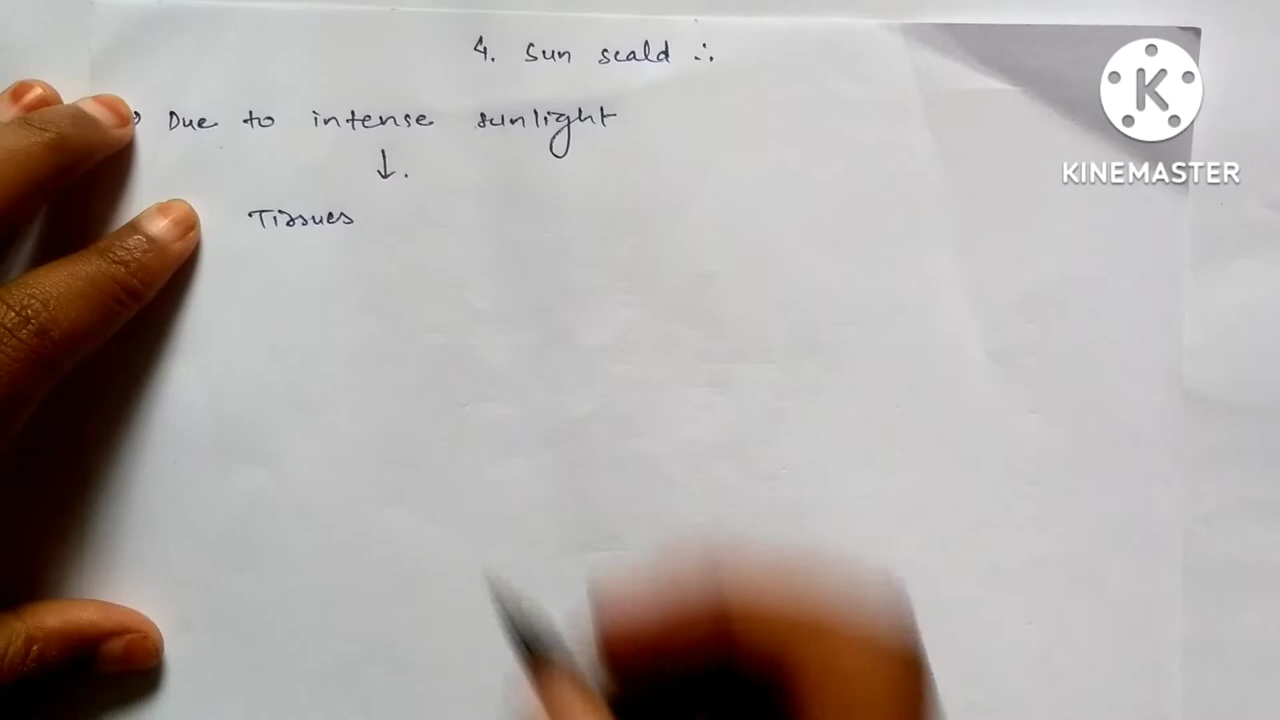 4. Sun scald ∴
Due to intense sunlight
↓.
Tissues
K
KINEMASTER